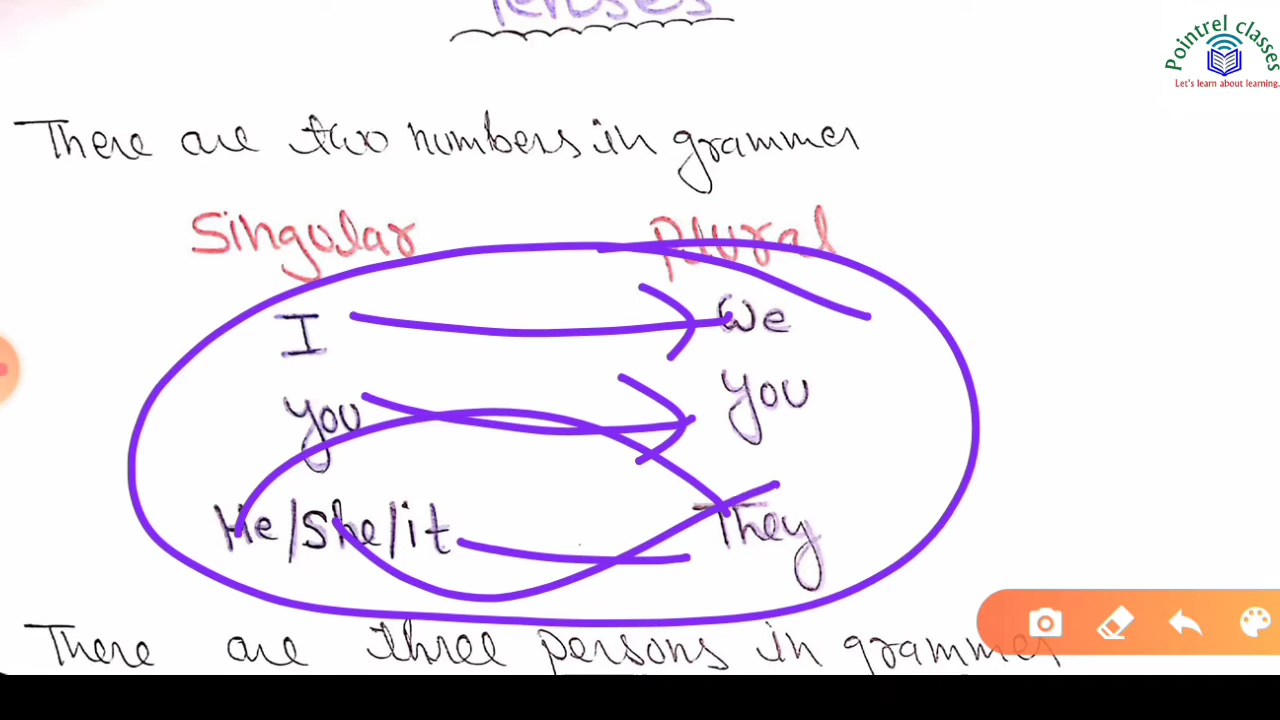 Tenses
Pointrel classes
Let's learn about learning.
There are two numbers in grammer
Singular Plural
I We
you you
He/She/it They
There are three persons in grammer